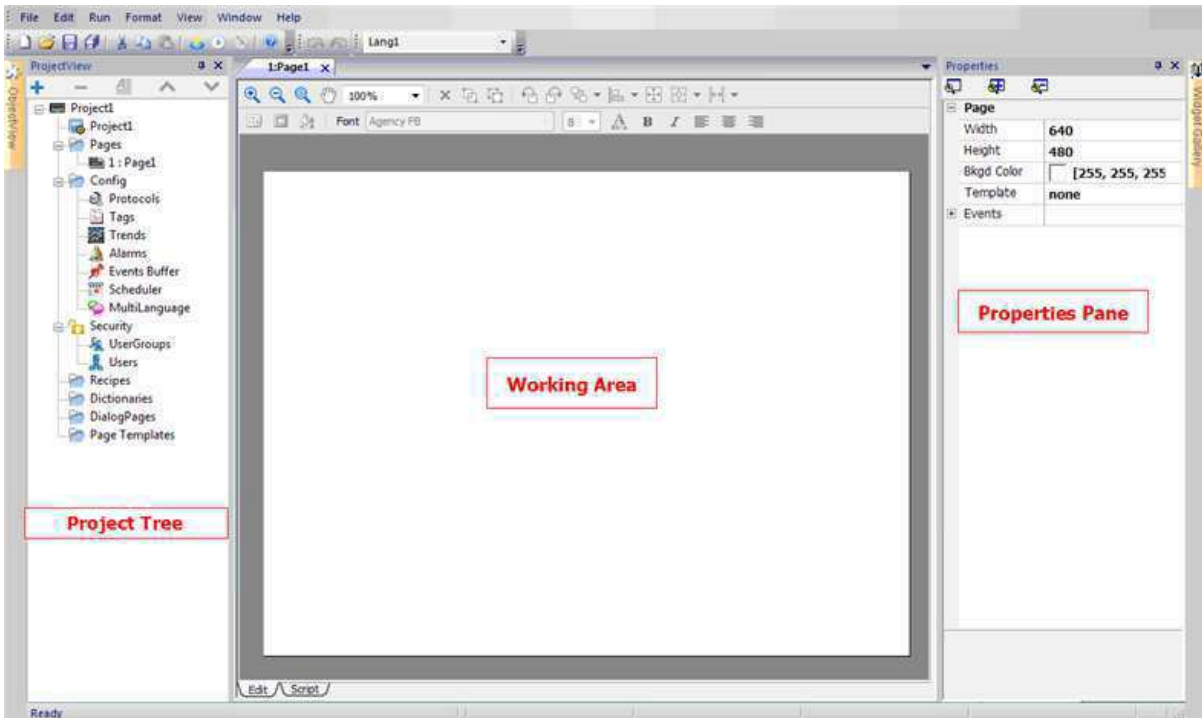 File Edit Run Format View Window Help
Lang1
ProjectView
1:Page1
Properties
ObjectView
Widget Gallery
100%
Font Agency FB
8
B I
Project1
Project1
Pages
1 : Page1
Config
Protocols
Tags
Trends
Alarms
Events Buffer
Scheduler
MultiLanguage
Security
UserGroups
Users
Recipes
Dictionaries
DialogPages
Page Templates
Project Tree
Working Area
Page
Width 640
Height 480
Bkgd Color [255, 255, 255
Template none
Events
Properties Pane
Edit Script
Ready